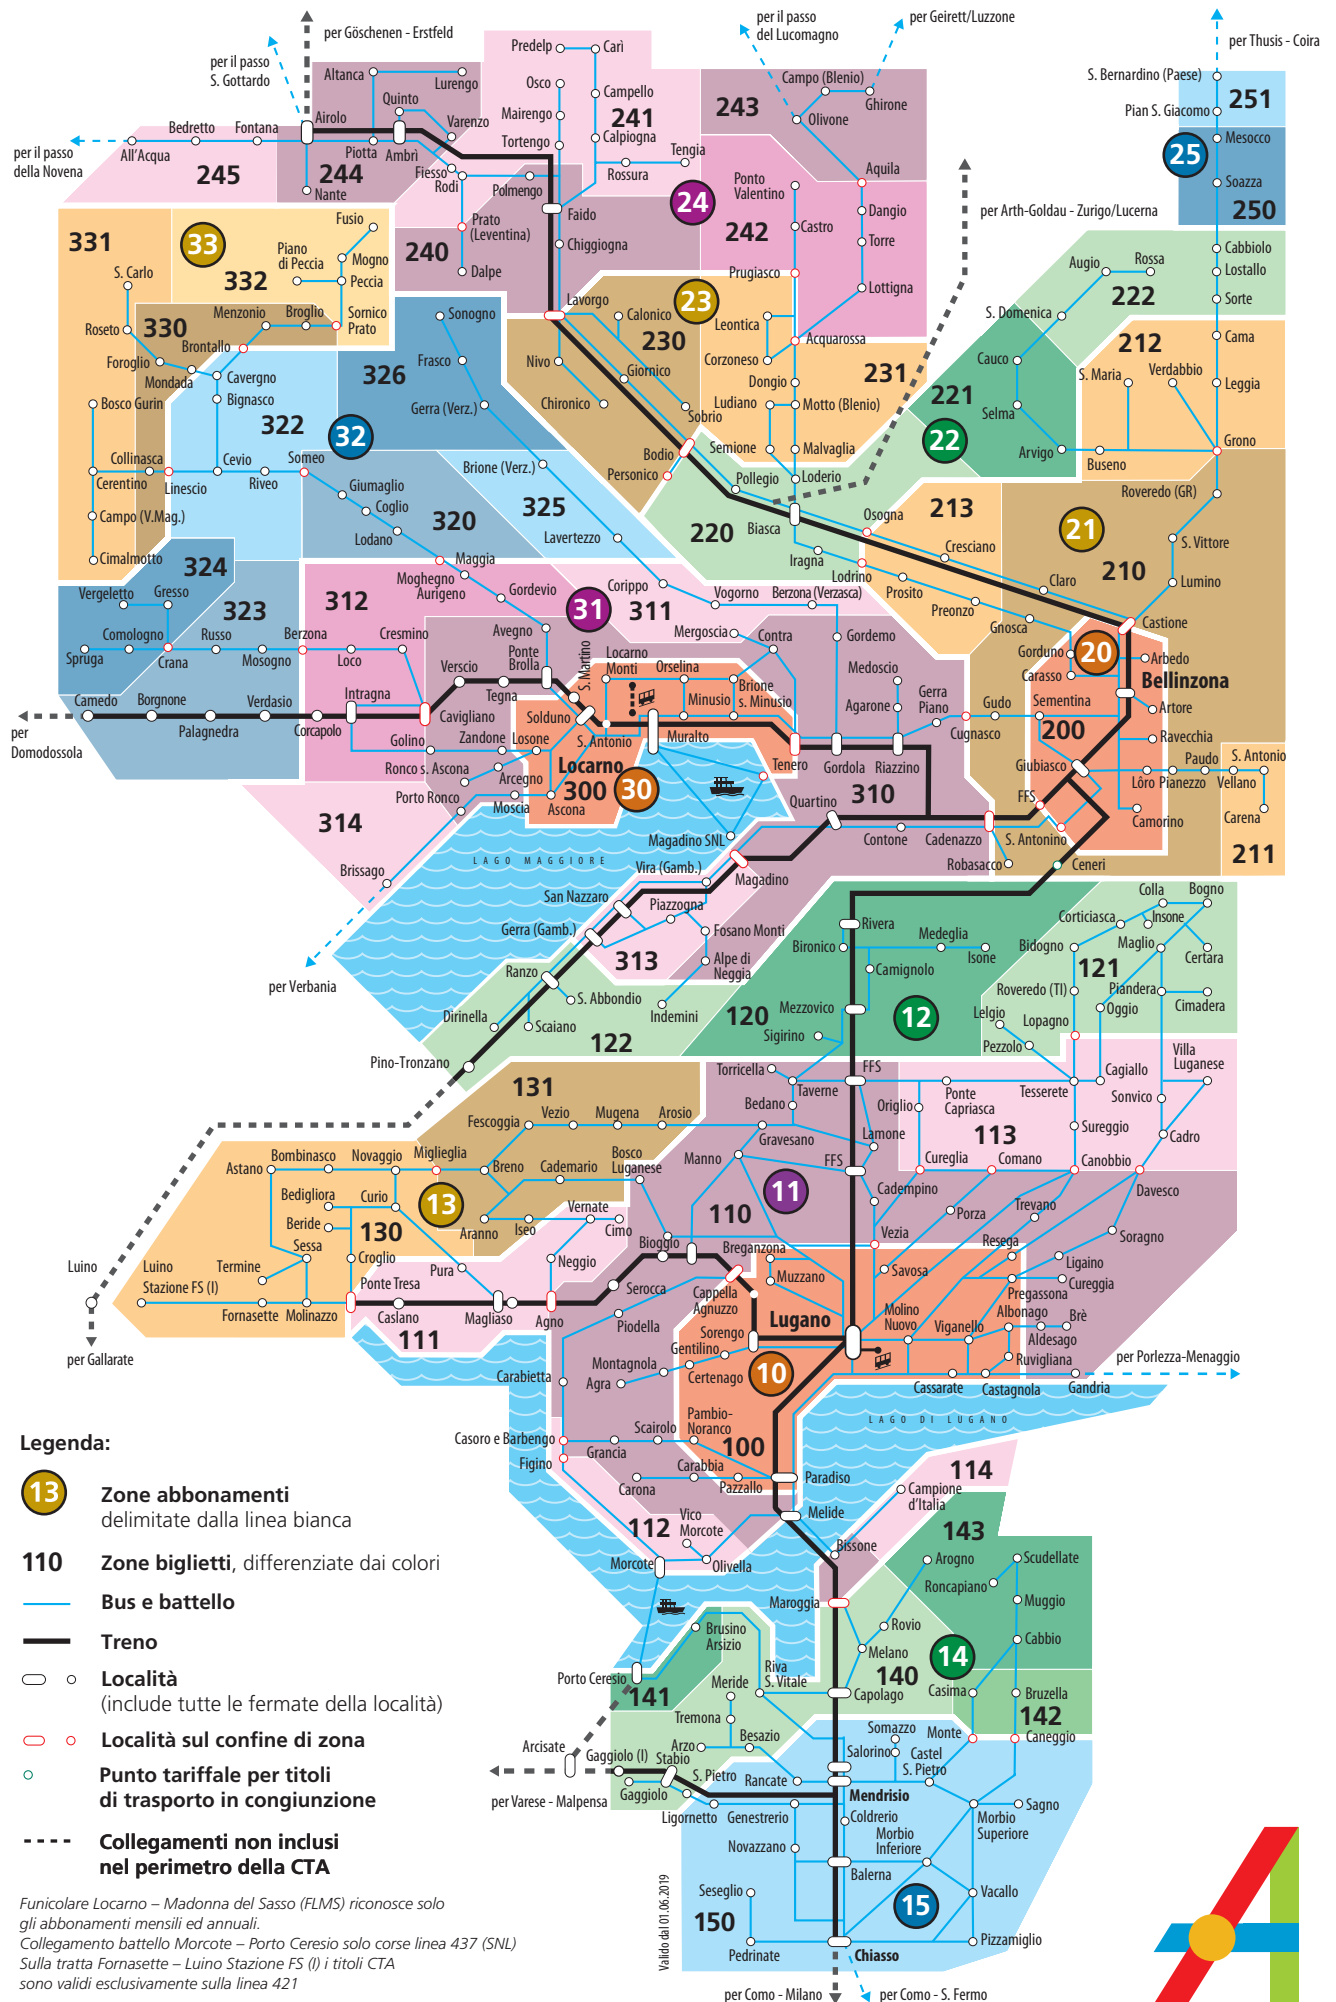 per Göschenen - Erstfeld
per il passo
S. Gottardo
per il passo
del Lucomagno
per Geirett/Luzzone
per Thusis - Coira
per il passo
della Novena
per Arth-Goldau - Zurigo/Lucerna
Altanca
Lurengo
Quinto
Varenzo
Airolo
Bedretto
Fontana
All'Acqua
Piotta
Ambrì
Nante
245
244
Fiesso
Rodi
Prato
(Leventina)
Dalpe
240
Polmengo
Predelp
Carì
Osco
Campello
Mairengo
241
Calpiogna
Tortengo
Tengia
Rossura
Faido
Chiggiogna
24
243
Campo (Blenio)
Ghirone
Olivone
Aquila
Ponto
Valentino
Castro
242
Dangio
Torre
Prugiasco
Lottigna
S. Bernardino (Paese)
251
Pian S. Giacomo
Mesocco
25
Soazza
250
Cabbiolo
Lostallo
Sorte
Augio
Rossa
222
S. Domenica
Cama
212
S. Maria
Verdabbio
Leggia
Cauco
221
Selma
22
Arvigo
Buseno
Grono
Roveredo (GR)
331
33
332
S. Carlo
Fusio
Piano
di Peccia
Mogno
Peccia
Sornico
Prato
Broglio
Menzonio
330
Roseto
Brontallo
Foroglio
Mondada
Cavergno
Bignasco
Bosco Gurin
322
32
Collinasca
Cerentino
Linescio
Cevio
Riveo
Someo
Campo (V.Mag.)
Cimalmotto
Giumaglio
Coglio
Lodano
320
Maggia
Sonogno
326
Frasco
Gerra (Verz.)
Brione (Verz.)
325
Lavertezzo
Lavorgo
23
Calonico
230
Nivo
Giornico
Chironico
Sobrio
Bodio
Personico
Leontica
Acquarossa
Corzoneso
Dongio
231
Ludiano
Motto (Blenio)
Semione
Malvaglia
Loderio
Pollegio
220
Biasca
Iragna
Lodrino
Osogna
213
Cresciano
Prosito
Preonzo
Claro
Gnosca
21
210
S. Vittore
Lumino
Castione
324
Vergeletto
Gresso
323
Comologno
Russo
Spruga
Crana
Mosogno
Berzona
312
Loco
Cresmino
Camedo
Borgnone
Palagnedra
Verdasio
Corcapolo
Intragna
per
Domodossola
Moghegno
Aurigeno
Gordevio
31
311
Corippo
Vogorno
Berzona (Verzasca)
Avegno
Ponte
Brolla
Verscio
Tegna
Cavigliano
S. Martino
Locarno
Monti
Orselina
Mergoscia
Contra
Gordemo
Minusio
Brione
s. Minusio
Solduno
S. Antonio
Muralto
Locarno
300
30
Tenero
Gordola
Riazzino
Medoscio
Agarone
Gerra
Piano
Cugnasco
Gudo
Golino
Zandone
Losone
Ronco s. Ascona
Arcegno
Porto Ronco
Moscia
Ascona
314
Brissago
per Verbania
LAGO MAGGIORE
Magadino SNL
Quartino
310
Contone
Cadenazzo
Robasacco
Magadino
Vira (Gamb.)
San Nazzaro
Piazzogna
Gerra (Gamb.)
Fosano Monti
Alpe di
Neggia
313
Ranzo
S. Abbondio
Indemini
Dirinella
Scaiano
122
Pino-Tronzano
Gorduno
20
Arbedo
Carasso
Bellinzona
Sementina
Artore
200
Ravecchia
Giubiasco
Paudo
S. Antonio
Lôro
Pianezzo
Vellano
FFS
S. Antonino
Camorino
Carena
Ceneri
211
Rivera
Bironico
Medeglia
Isone
Camignolo
Mezzovico
120
12
Sigirino
Colla
Bogno
Corticiasca
Insone
Bidogno
Maglio
Certara
121
Roveredo (TI)
Piandera
Cimadera
Oggio
Lelgio
Lopagno
Pezzolo
Villa
Luganese
Tesserete
Cagiallo
Sonvico
Torricella
Taverne
FFS
Bedano
Ponte
Capriasca
Origlio
113
Sureggio
Cadro
Gravesano
Lamone
Manno
FFS
Cureglia
Comano
Canobbio
11
110
Cadempino
Davesco
Trevano
Porza
Soragno
Vezia
Resega
Ligaino
Savosa
Cureggia
Pregassona
131
Fescoggia
Vezio
Mugena
Arosio
Bombinasco
Novaggio
Miglieglia
Astano
Breno
Cademario
Bosco
Luganese
Bedigliora
Curio
13
Beride
130
Aranno
Iseo
Vernate
Cimo
Sessa
Croglio
Termine
Pura
Neggio
Bioggio
Luino
Luino
Stazione FS (I)
Ponte Tresa
Fornasette
Molinazzo
Caslano
Magliaso
Agno
111
per Gallarate
Serocca
Breganzona
Muzzano
Cappella
Agnuzzo
Piodella
Lugano
Molino
Nuovo
Viganello
Albonago
Brè
Aldesago
Ruvigliana
Sorengo
Gentilino
Montagnola
Certenago
10
Agra
Carabietta
Cassarate
Castagnola
Gandria
per Porlezza-Menaggio
LAGO DI LUGANO
Pambio-
Noranco
Scairolo
100
Casoro e Barbengo
Grancia
Figino
Carabbia
Carona
Pazzallo
Paradiso
Vico
Morcote
112
Melide
Morcote
Olivella
Bissone
114
Campione
d'Italia
143
Arogno
Scudellate
Roncapiano
Muggio
Maroggia
Rovio
Cabbio
Melano
14
140
Casima
Bruzella
Capolago
142
Monte
Caneggio
Brusino
Arsizio
Porto Ceresio
141
Riva
S. Vitale
Meride
Tremona
Arzo
Besazio
Arcisate
Gaggiolo (I)
Stabio
S. Pietro
Rancate
Gaggiolo
Ligornetto
Genestrerio
per Varese - Malpensa
Somazzo
Salorino
Castel
S. Pietro
Mendrisio
Coldrerio
Sagno
Morbio
Superiore
Morbio
Inferiore
Novazzano
Balerna
Seseglio
15
Vacallo
150
Pedrinate
Chiasso
Pizzamiglio
per Como - Milano
per Como - S. Fermo
Valido dal 01.06.2019
Legenda:
13
Zone abbonamenti
delimitate dalla linea bianca
110
Zone biglietti, differenziate dai colori
Bus e battello
Treno
Località
(include tutte le fermate della località)
Località sul confine di zona
Punto tariffale per titoli
di trasporto in congiunzione
Collegamenti non inclusi
nel perimetro della CTA
Funicolare Locarno – Madonna del Sasso (FLMS) riconosce solo
gli abbonamenti mensili ed annuali.
Collegamento battello Morcote – Porto Ceresio solo corse linea 437 (SNL)
Sulla tratta Fornasette – Luino Stazione FS (I) i titoli CTA
sono validi esclusivamente sulla linea 421